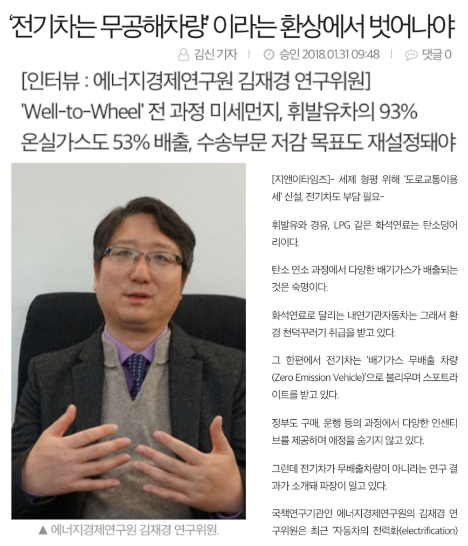 ‘전기차는 무공해차량’ 이라는 환상에서 벗어나야
김신 기자 | 승인 2018.01.31 09:48 | 댓글 0
[인터뷰 : 에너지경제연구원 김재경 연구위원]
'Well-to-Wheel' 전 과정 미세먼지, 휘발유차의 93%
온실가스도 53% 배출, 수송부문 저감 목표도 재설정돼야
[지앤이타임즈]- 세제 형평 위해 '도로교통이용
세' 신설, 전기차도 부담 필요-
휘발유와 경유, LPG 같은 화석연료는 탄소덩어
리이다.
탄소 연소 과정에서 다양한 배기가스가 배출되는
것은 숙명이다.
화석연료로 달리는 내연기관자동차는 그래서 환
경 천덕꾸러기 취급을 받고 있다.
그 한편에서 전기차는 '배기가스 무배출 차량
(Zero Emission Vehicle)'으로 불리우며 스포트라
이트를 받고 있다.
정부도 구매, 운행 등의 과정에서 다양한 인센티
브를 제공하며 애정을 숨기지 않고 있다.
그런데 전기차가 무배출차량이 아니라는 연구 결
과가 소개돼 파장이 일고 있다.
국책연구기관인 에너지경제연구원의 김재경 연
구위원은 최근 '자동차의 전력화(electrification)
▲ 에너지경제연구원 김재경 연구위원.